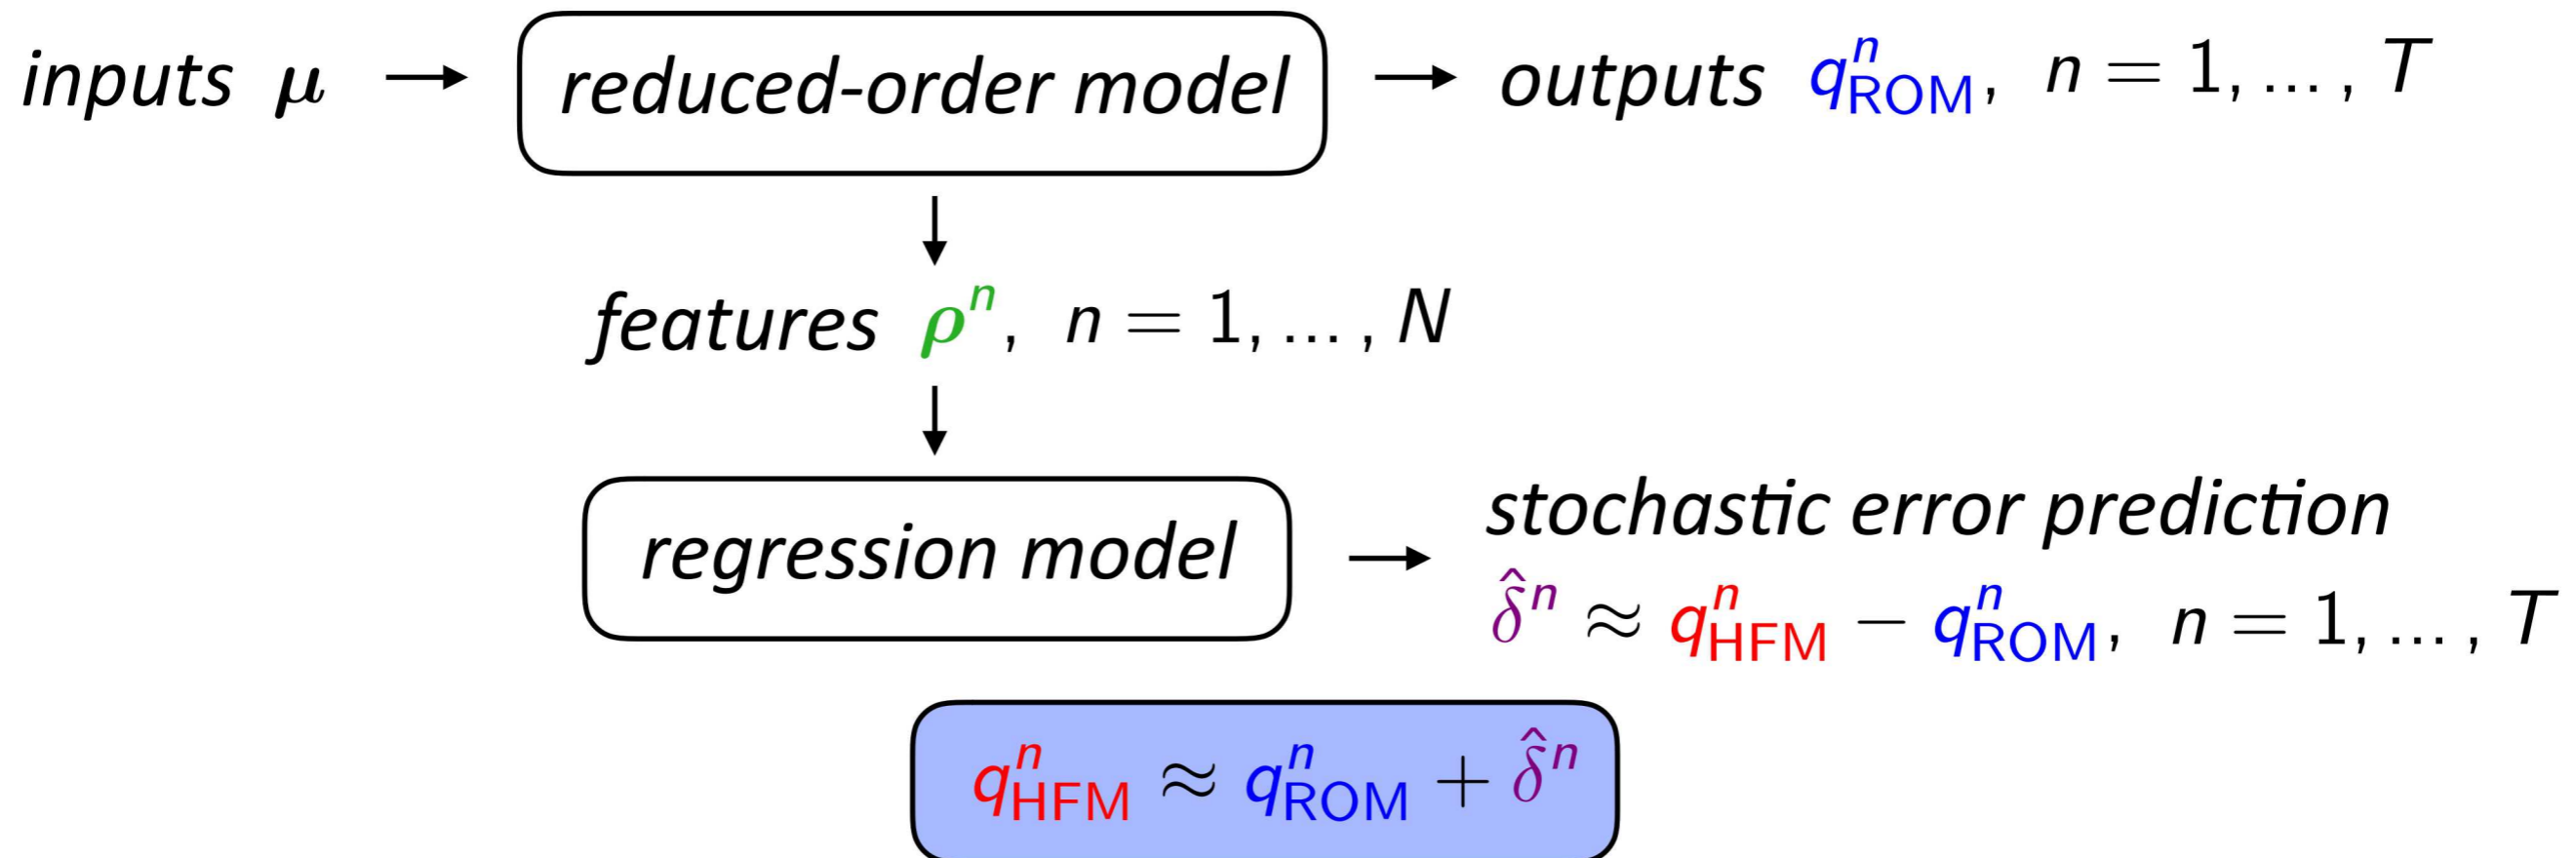 inputs μ → reduced-order model → outputs q^n_ROM, n = 1, ... , T
features ρ^n, n = 1, ... , N
regression model → stochastic error prediction
δ̂^n ≈ q^n_HFM − q^n_ROM, n = 1, ... , T
q^n_HFM ≈ q^n_ROM + δ̂^n